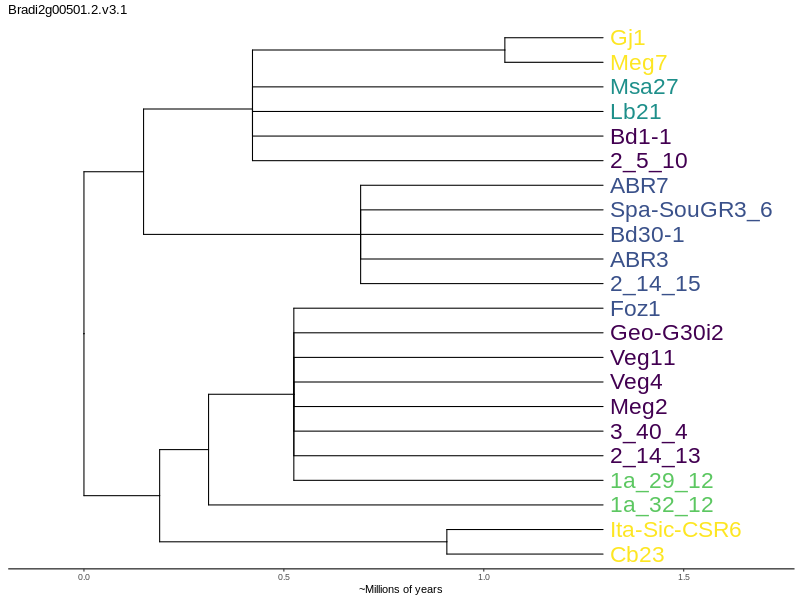 Bradi2g00501.2.v3.1
Gj1
Meg7
Msa27
Lb21
Bd1-1
2_5_10
ABR7
Spa-SouGR3_6
Bd30-1
ABR3
2_14_15
Foz1
Geo-G30i2
Veg11
Veg4
Meg2
3_40_4
2_14_13
1a_29_12
1a_32_12
Ita-Sic-CSR6
Cb23
0.0 0.5 1.0 1.5
~Millions of years